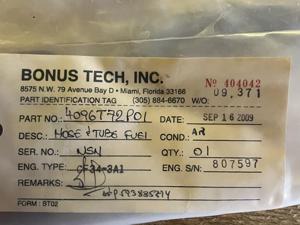 BONUS TECH, INC.
Nº 404042
8575 N.W. 79 Avenue Bay D • Miami, Florida 33166
09,371
PART IDENTIFICATION TAG (305) 884-6670 W/O:
PART NO.: 4096T72P01 DATE: SEP 16 2009
DESC.: HOSE & TUBE FUEL COND.: AR
SER. NO.: NSN QTY.: 01
ENG. TYPE: CF34-3A1 ENG. S/N: 807597
REMARKS:
FORM: BT02